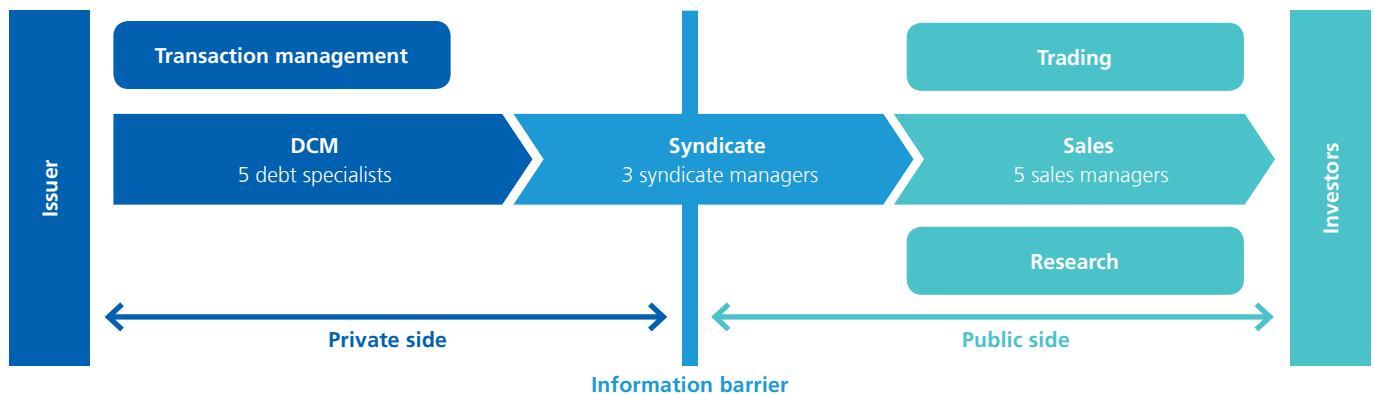 Issuer
Transaction management
DCM
5 debt specialists
Syndicate
3 syndicate managers
Trading
Sales
5 sales managers
Research
Investors
Private side
Public side
Information barrier